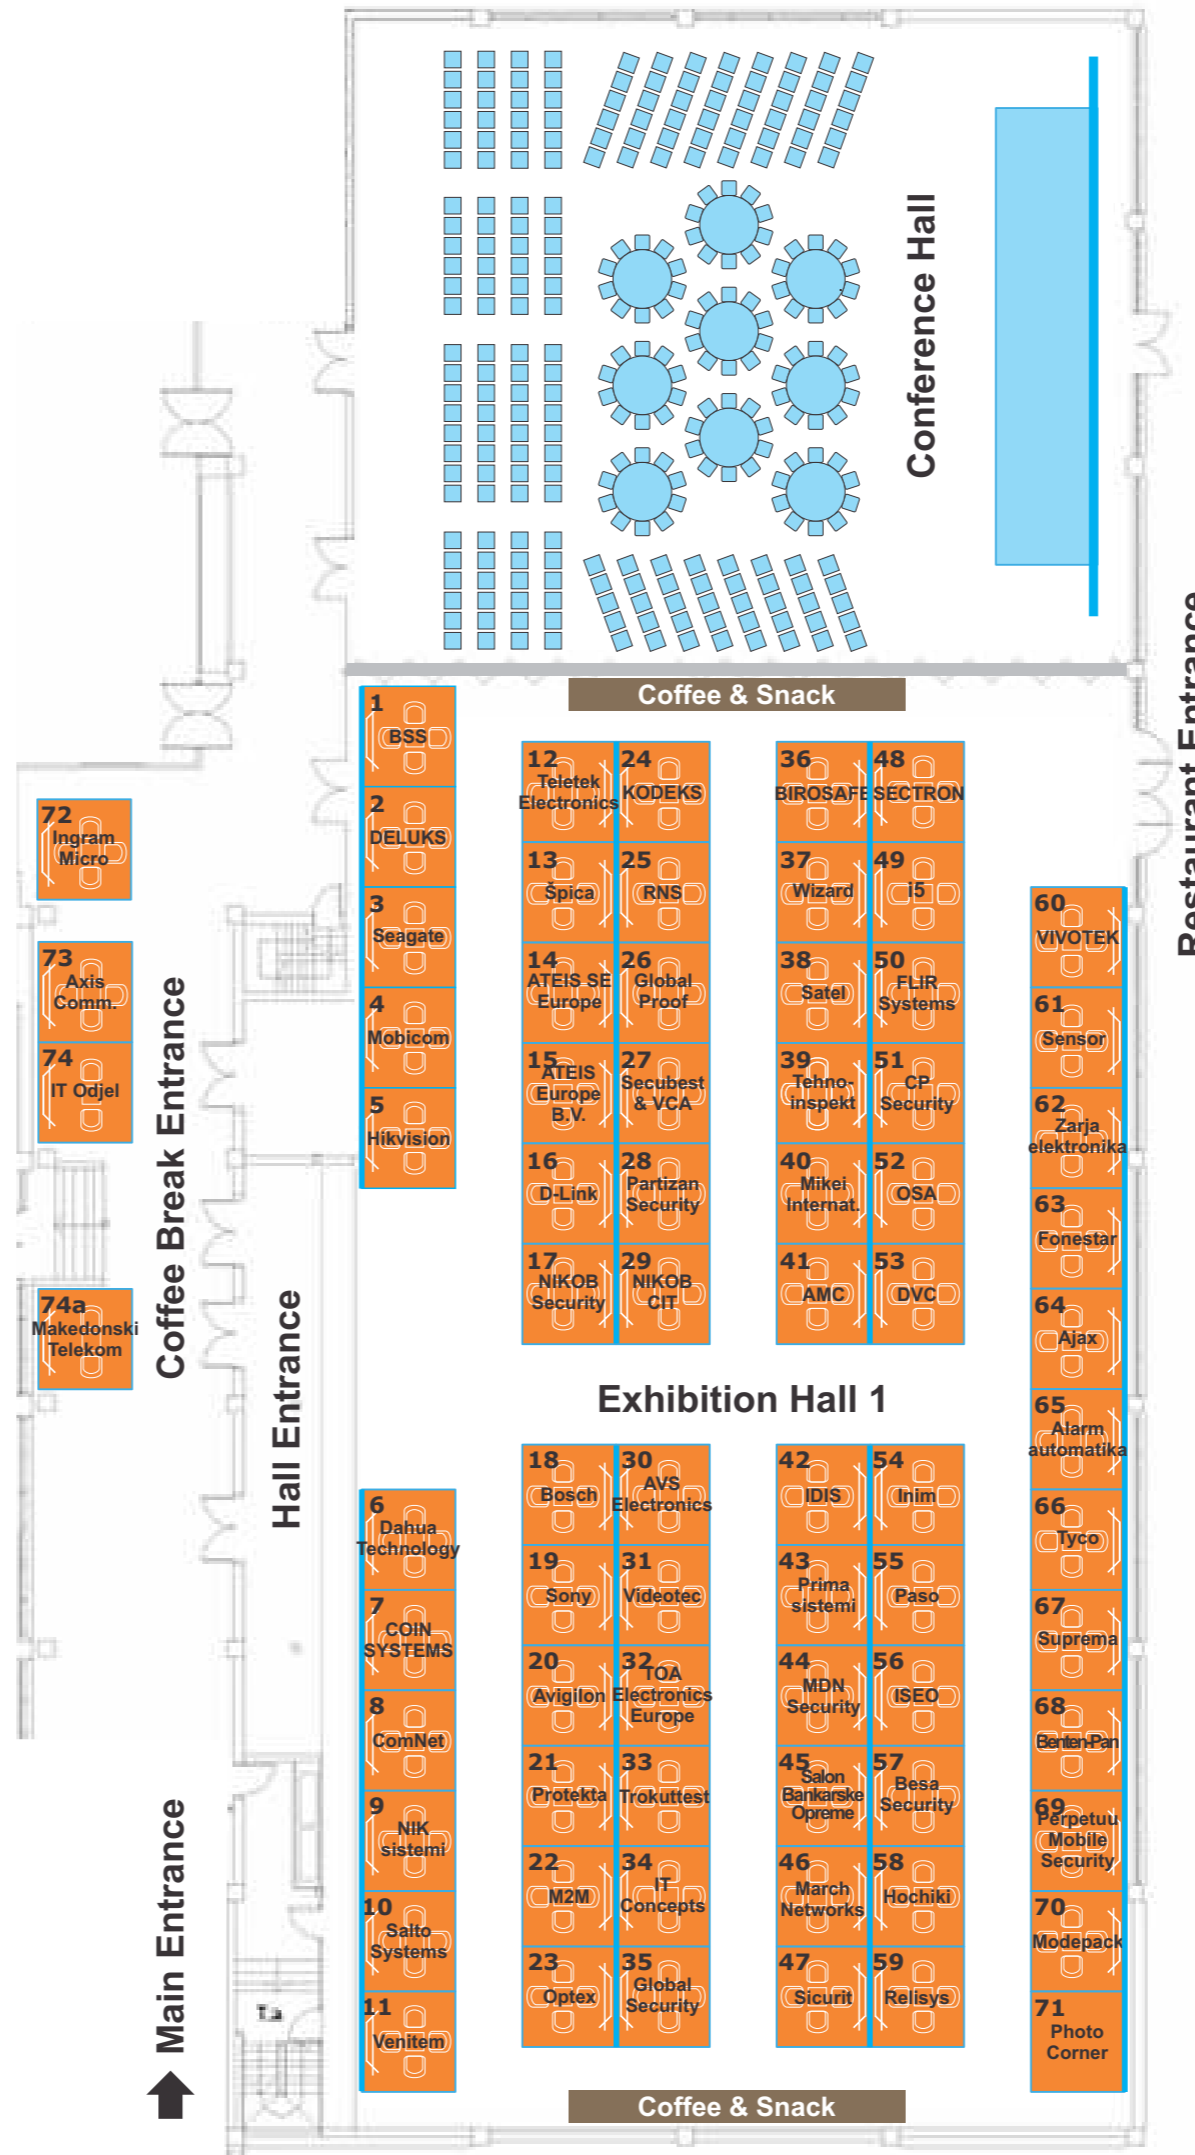 Conference Hall
Restaurant Entrance
Coffee & Snack
1
BSS
2
DELUKS
3
Seagate
4
Mobicom
5
Hikvision
12
Teletek
Electronics
24
KODEKS
13
Špica
25
RNS
14
ATEIS SE
Europe
26
Global
Proof
15
ATEIS
Europe
B.V.
27
Secubest
& VCA
16
D-Link
28
Partizan
Security
17
NIKOB
Security
29
NIKOB
CIT
36
BIROSAFE
48
SECTRON
37
Wizard
49
i5
38
Satel
50
FLIR
Systems
39
Tehno-
inspekt
51
CP
Security
40
Mikei
Internat.
52
OSA
41
AMC
53
DVC
60
VIVOTEK
61
Sensor
62
Zarja
elektronika
63
Fonestar
64
Ajax
65
Alarm
automatika
66
Tyco
67
Suprema
68
Benten-Pan
69
Perpetuu
Mobile
Security
70
Modepack
71
Photo
Corner
72
Ingram
Micro
73
Axis
Comm.
74
IT Odjel
74a
Makedonski
Telekom
Coffee Break Entrance
Hall Entrance
Exhibition Hall 1
6
Dahua
Technology
7
COIN
SYSTEMS
8
ComNet
9
NIK
sistemi
10
Salto
Systems
11
Venitem
18
Bosch
30
AVS
Electronics
19
Sony
31
Videotec
20
Avigilon
32
TOA
Electronics
Europe
21
Protekta
33
Trokuttest
22
M2M
34
IT
Concepts
23
Optex
35
Global
Security
42
IDIS
54
Inim
43
Prima
sistemi
55
Paso
44
MDN
Security
56
ISEO
45
Salon
Bankarske
Opreme
57
Besa
Security
46
March
Networks
58
Hochiki
47
Sicurit
59
Relisys
Main Entrance
Coffee & Snack